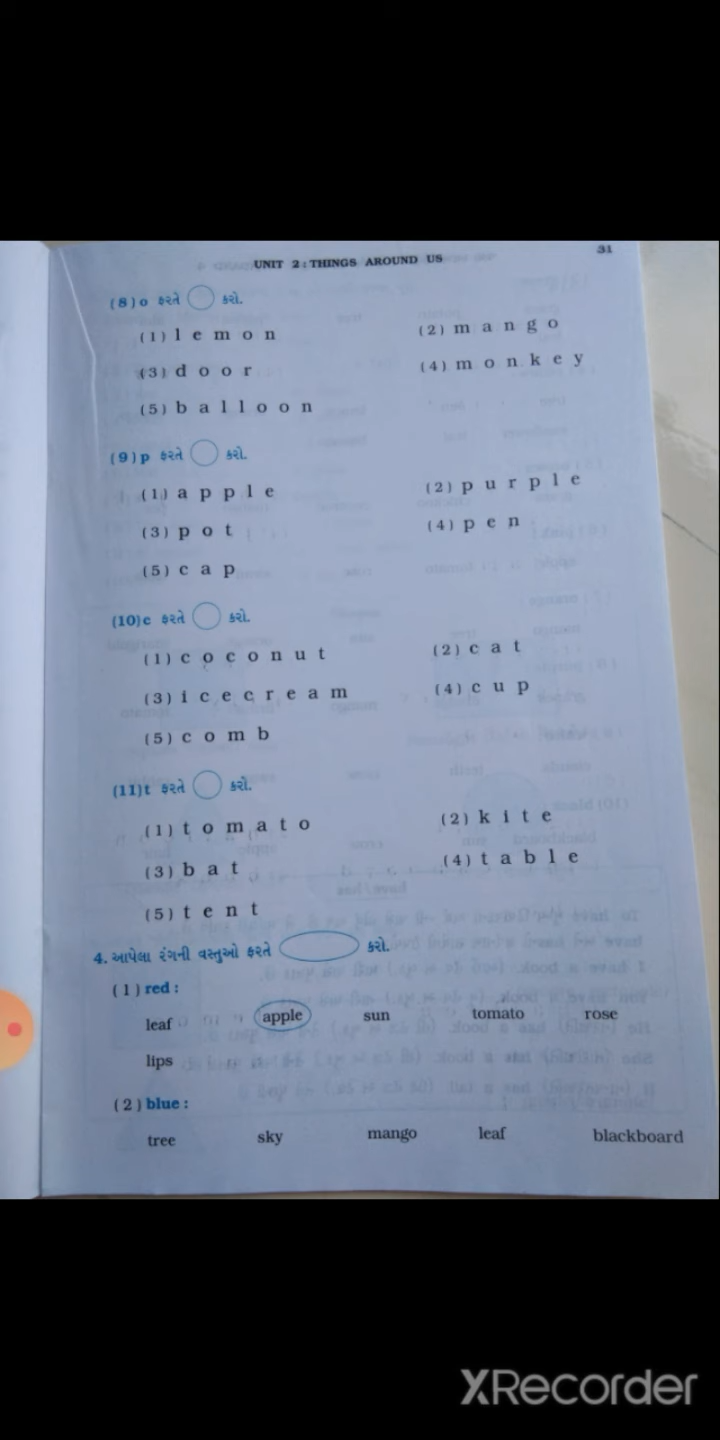 31
UNIT 2 : THINGS AROUND US
(8) o ફરતે કરો.
(1) l e m o n (2) m a n g o
(3) d o o r (4) m o n k e y
(5) b a l l o o n
(9) p ફરતે કરો.
(1) a p p l e (2) p u r p l e
(3) p o t (4) p e n
(5) c a p
(10) c ફરતે કરો.
(1) c o c o n u t (2) c a t
(3) i c e c r e a m (4) c u p
(5) c o m b
(11) t ફરતે કરો.
(1) t o m a t o (2) k i t e
(3) b a t (4) t a b l e
(5) t e n t
4. આપેલા રંગની વસ્તુઓ ફરતે કરો.
(1) red :
leaf apple sun tomato rose
lips
(2) blue :
tree sky mango leaf blackboard
XRecorder